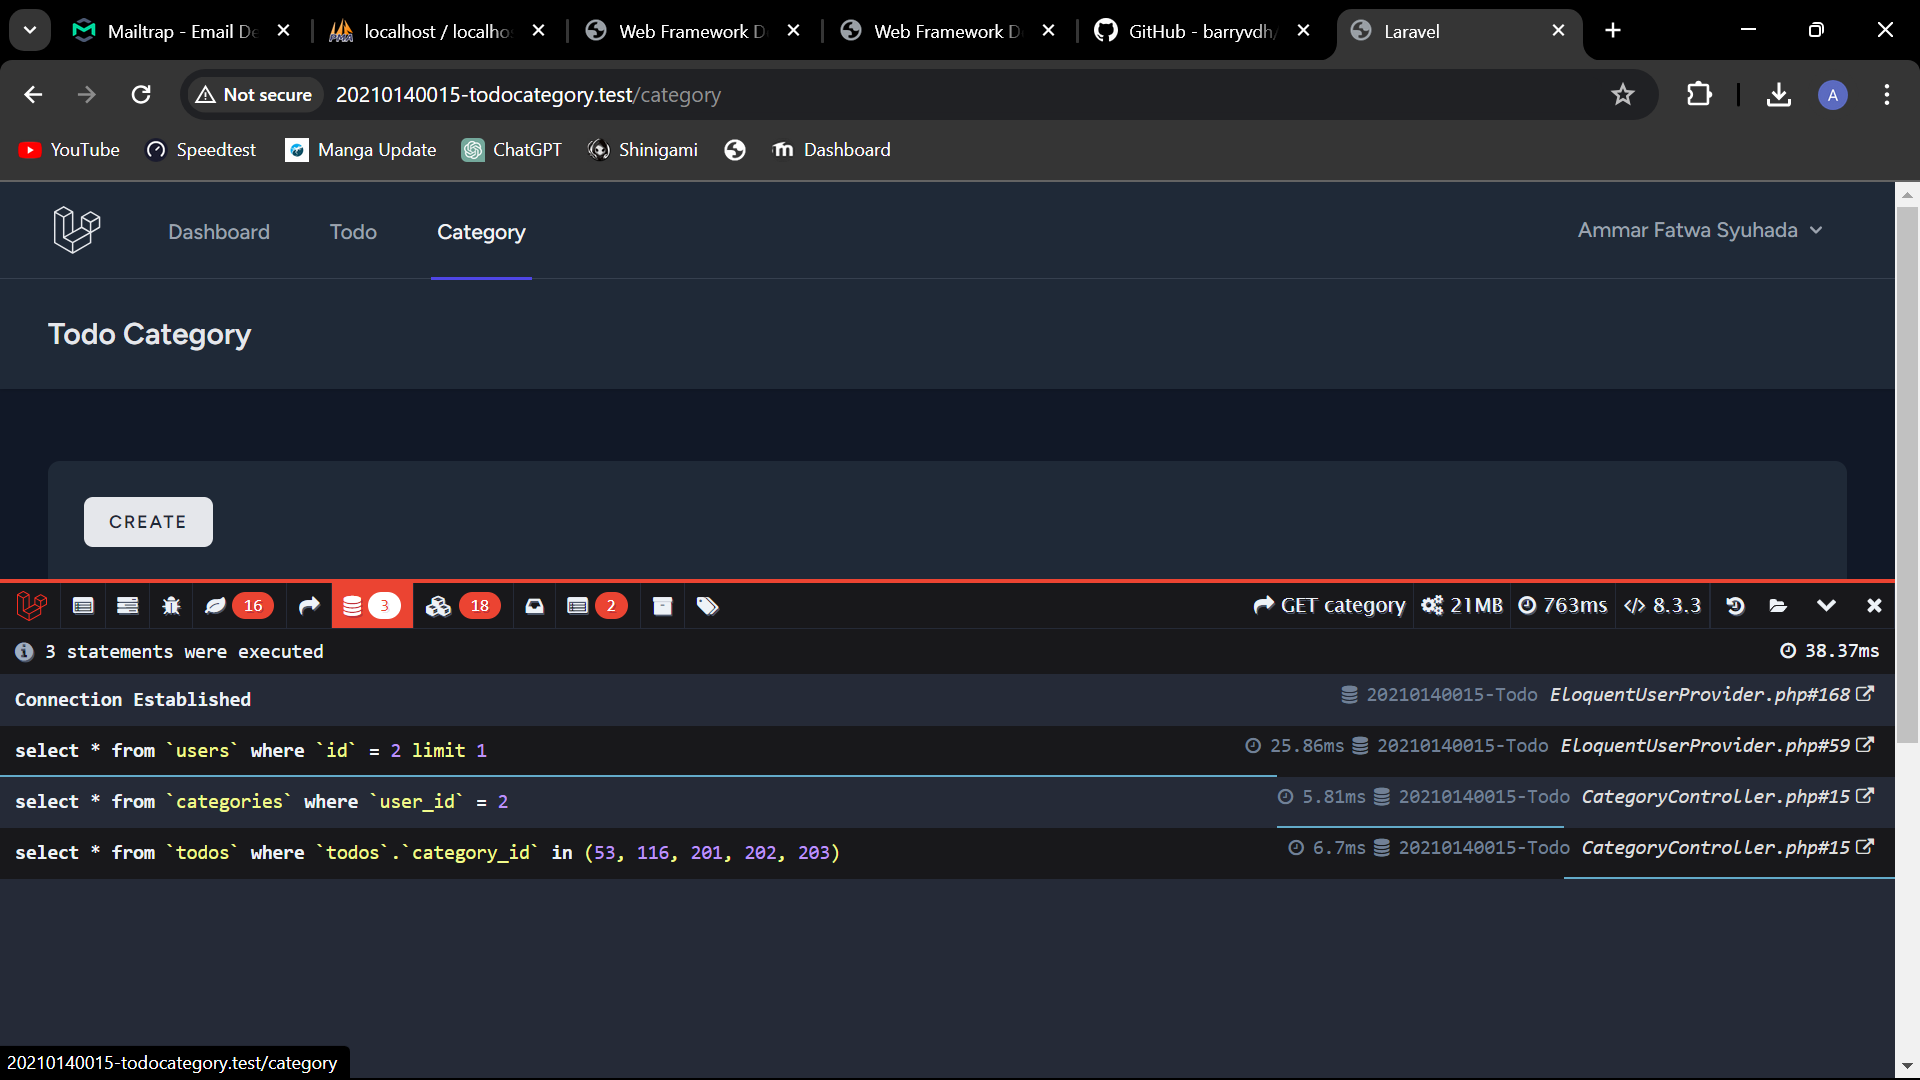 Mailtrap - Email De
localhost / localhos
Web Framework D
Web Framework D
GitHub - barryvdh/
Laravel
Not secure
20210140015-todocategory.test/category
A
YouTube
Speedtest
Manga Update
ChatGPT
Shinigami
Dashboard
Dashboard
Todo
Category
Ammar Fatwa Syuhada
Todo Category
CREATE
16
3
18
2
GET category
21MB
763ms
8.3.3
3 statements were executed
38.37ms
Connection Established
20210140015-Todo EloquentUserProvider.php#168
select * from `users` where `id` = 2 limit 1
25.86ms 20210140015-Todo EloquentUserProvider.php#59
select * from `categories` where `user_id` = 2
5.81ms 20210140015-Todo CategoryController.php#15
select * from `todos` where `todos`.`category_id` in (53, 116, 201, 202, 203)
6.7ms 20210140015-Todo CategoryController.php#15
20210140015-todocategory.test/category